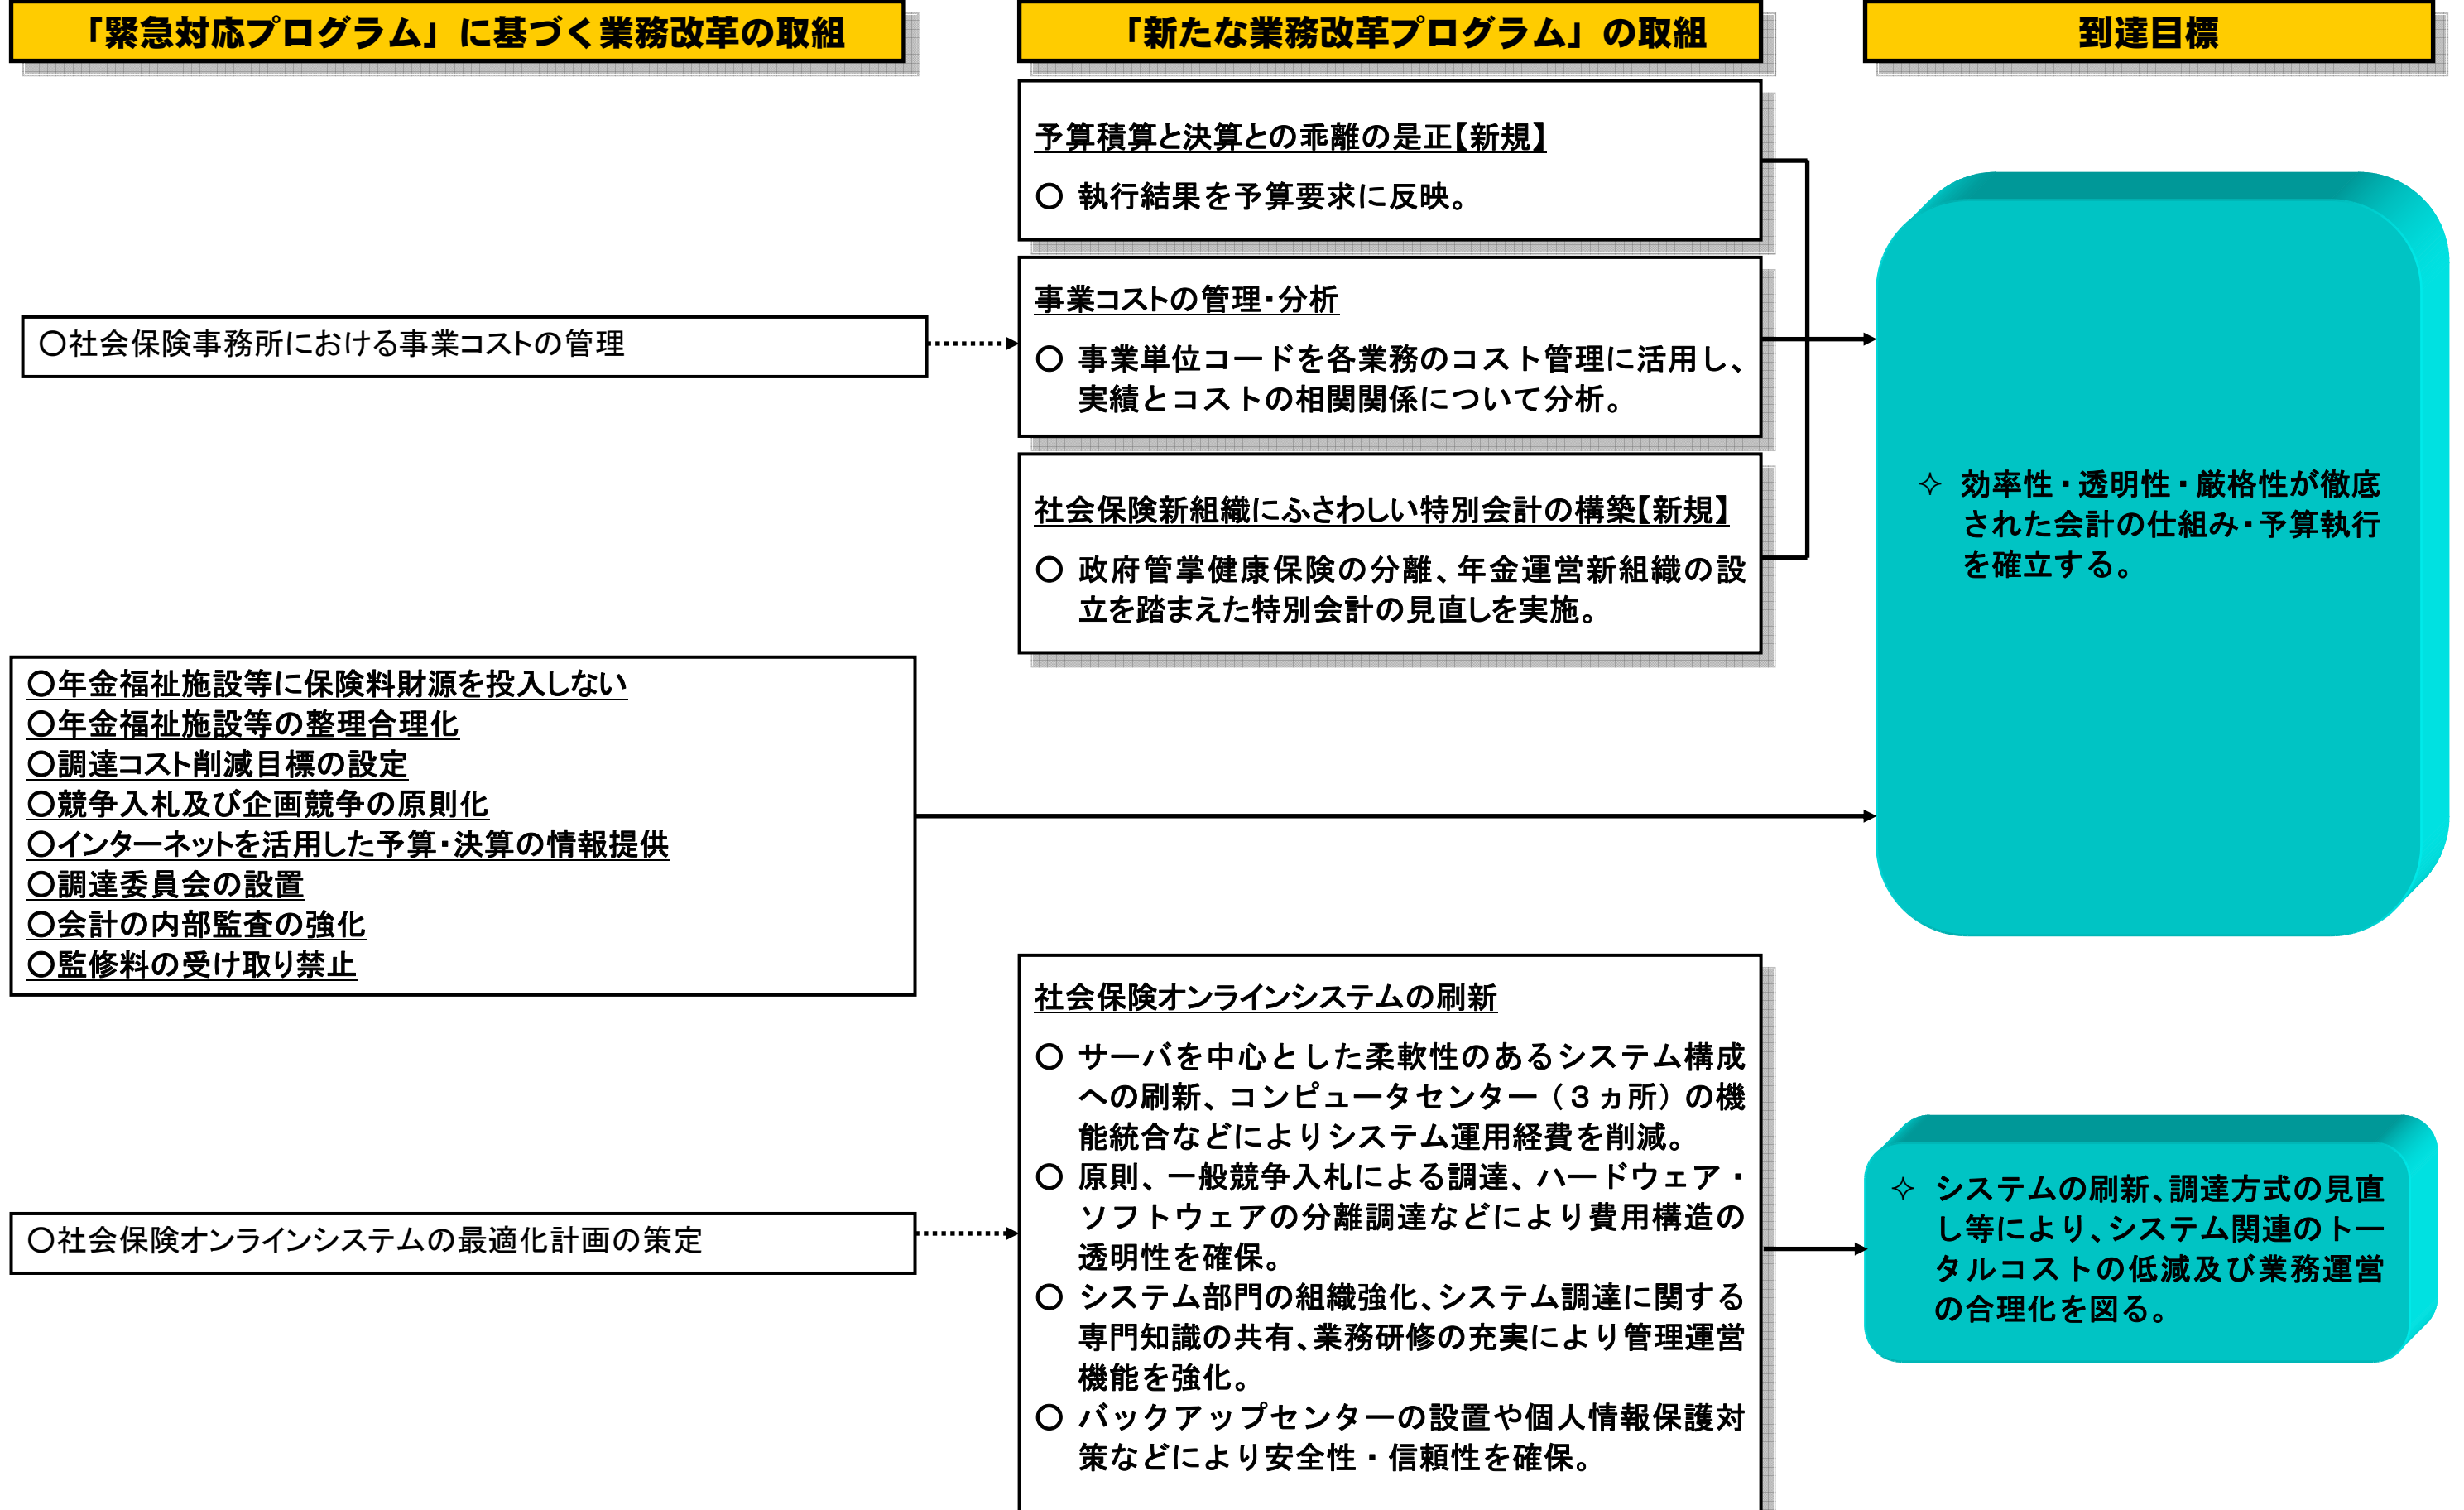 「緊急対応プログラム」に基づく業務改革の取組
「新たな業務改革プログラム」の取組
到達目標
予算積算と決算との乖離の是正【新規】
○ 執行結果を予算要求に反映。
○社会保険事務所における事業コストの管理
事業コストの管理・分析
○ 事業単位コードを各業務のコスト管理に活用し、
実績とコストの相関関係について分析。
社会保険新組織にふさわしい特別会計の構築【新規】
○ 政府管掌健康保険の分離、年金運営新組織の設
立を踏まえた特別会計の見直しを実施。
✧ 効率性・透明性・厳格性が徹底
された会計の仕組み・予算執行
を確立する。
○年金福祉施設等に保険料財源を投入しない
○年金福祉施設等の整理合理化
○調達コスト削減目標の設定
○競争入札及び企画競争の原則化
○インターネットを活用した予算・決算の情報提供
○調達委員会の設置
○会計の内部監査の強化
○監修料の受け取り禁止
○社会保険オンラインシステムの最適化計画の策定
社会保険オンラインシステムの刷新
○ サーバを中心とした柔軟性のあるシステム構成
への刷新、コンピュータセンター（３ヵ所）の機
能統合などによりシステム運用経費を削減。
○ 原則、一般競争入札による調達、ハードウェア・
ソフトウェアの分離調達などにより費用構造の
透明性を確保。
○ システム部門の組織強化、システム調達に関する
専門知識の共有、業務研修の充実により管理運営
機能を強化。
○ バックアップセンターの設置や個人情報保護対
策などにより安全性・信頼性を確保。
✧ システムの刷新、調達方式の見直
し等により、システム関連のトー
タルコストの低減及び業務運営
の合理化を図る。